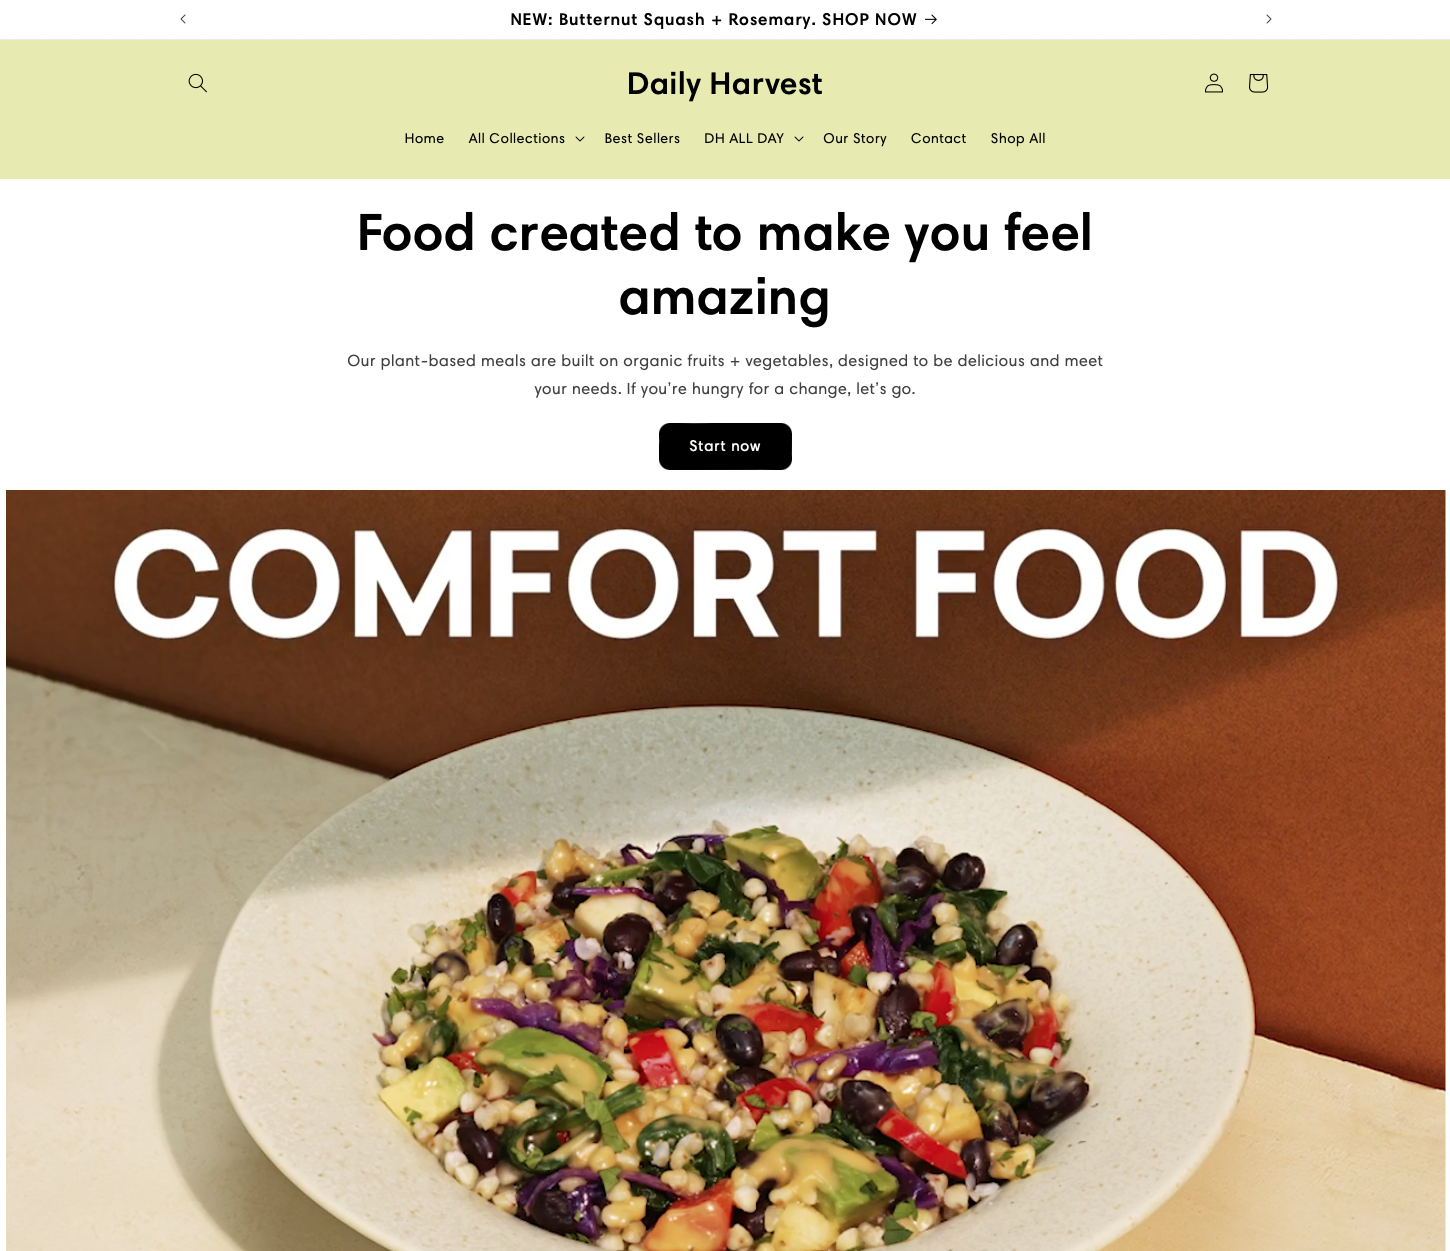 NEW: Butternut Squash + Rosemary. SHOP NOW →
Daily Harvest
Home
All Collections
Best Sellers
DH ALL DAY
Our Story
Contact
Shop All
Food created to make you feel
amazing
Our plant-based meals are built on organic fruits + vegetables, designed to be delicious and meet
your needs. If you're hungry for a change, let's go.
Start now
COMFORT FOOD